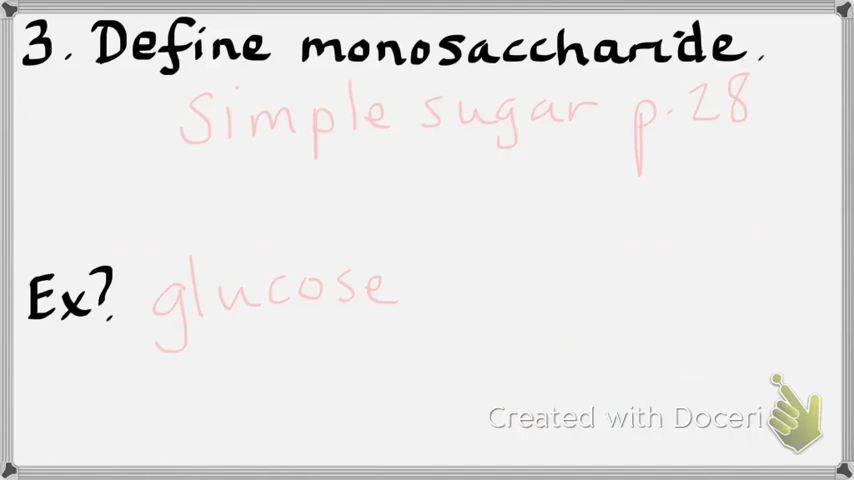 3. Define monosaccharide.
Simple sugar p.28
Ex? glucose
Created with Doceri